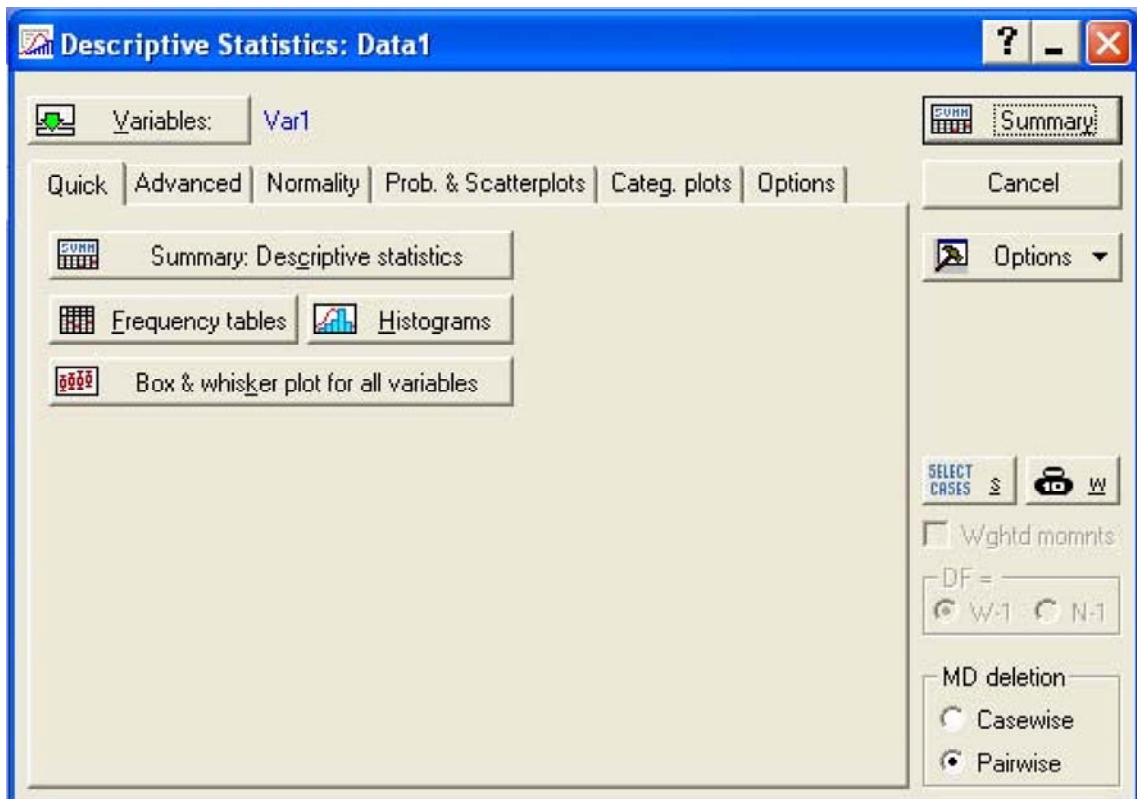 Descriptive Statistics: Data1
?
Variables: Var1
Summary
Quick Advanced Normality Prob. & Scatterplots Categ. plots Options
Cancel
SUMM Summary: Descriptive statistics
Options
Frequency tables Histograms
Box & whisker plot for all variables
SELECT CASES S W
Wghtd momnts
DF =
W-1 N-1
MD deletion
Casewise
Pairwise